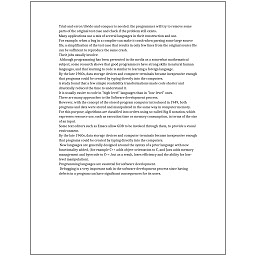 Trial-and-error/divide-and-conquer is needed: the programmer will try to remove some
parts of the original test case and check if the problem still exists.
Many applications use a mix of several languages in their construction and use.
For example, when a bug in a compiler can make it crash when parsing some large source
file, a simplification of the test case that results in only few lines from the original source file
can be sufficient to reproduce the same crash.
Their jobs usually involve:
Although programming has been presented in the media as a somewhat mathematical
subject, some research shows that good programmers have strong skills in natural human
languages, and that learning to code is similar to learning a foreign language.
By the late 1960s, data storage devices and computer terminals became inexpensive enough
that programs could be created by typing directly into the computers.
A study found that a few simple readability transformations made code shorter and
drastically reduced the time to understand it.
It is usually easier to code in "high-level" languages than in "low-level" ones.
There are many approaches to the Software development process.
However, with the concept of the stored-program computer introduced in 1949, both
programs and data were stored and manipulated in the same way in computer memory.
For this purpose, algorithms are classified into orders using so-called Big O notation, which
expresses resource use, such as execution time or memory consumption, in terms of the size
of an input.
Some text editors such as Emacs allow GDB to be invoked through them, to provide a visual
environment.
By the late 1960s, data storage devices and computer terminals became inexpensive enough
that programs could be created by typing directly into the computers.
New languages are generally designed around the syntax of a prior language with new
functionality added, (for example C++ adds object-orientation to C, and Java adds memory
management and bytecode to C++, but as a result, loses efficiency and the ability for low-
level manipulation).
Programmable devices have existed for centuries.
Debugging is a very important task in the software development process since having
defects in a program can have significant consequences for its users.